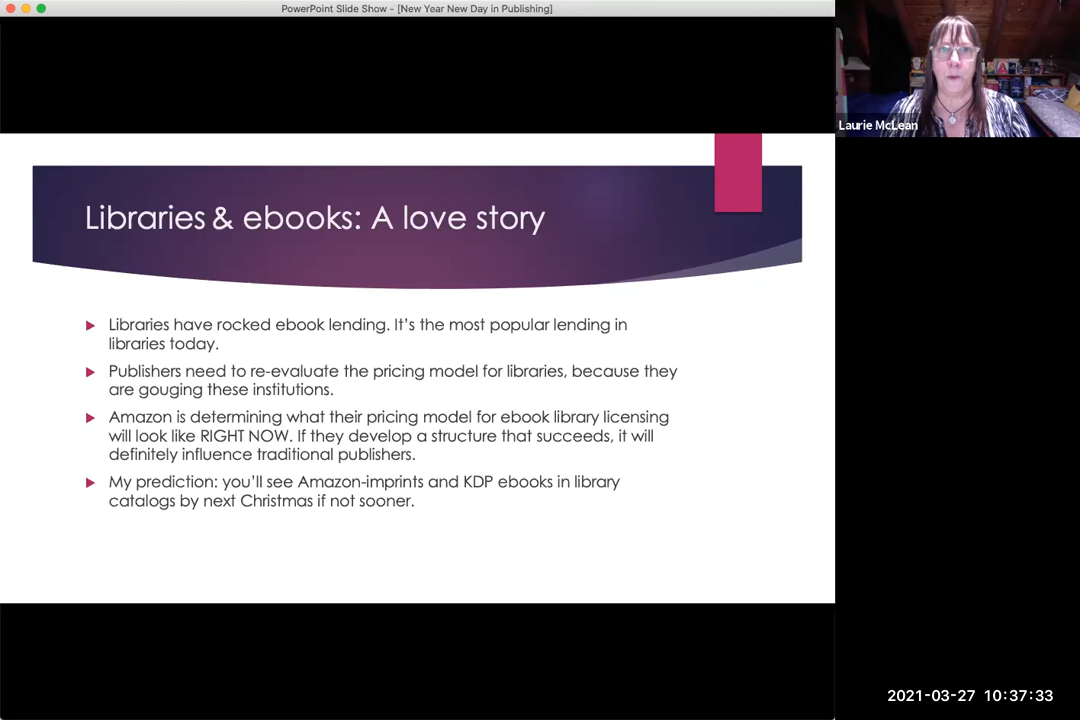 PowerPoint Slide Show - [New Year New Day in Publishing]
Laurie McLean
Libraries & ebooks: A love story
Libraries have rocked ebook lending. It's the most popular lending in
libraries today.
Publishers need to re-evaluate the pricing model for libraries, because they
are gouging these institutions.
Amazon is determining what their pricing model for ebook library licensing
will look like RIGHT NOW. If they develop a structure that succeeds, it will
definitely influence traditional publishers.
My prediction: you'll see Amazon-imprints and KDP ebooks in library
catalogs by next Christmas if not sooner.
2021-03-27 10:37:33